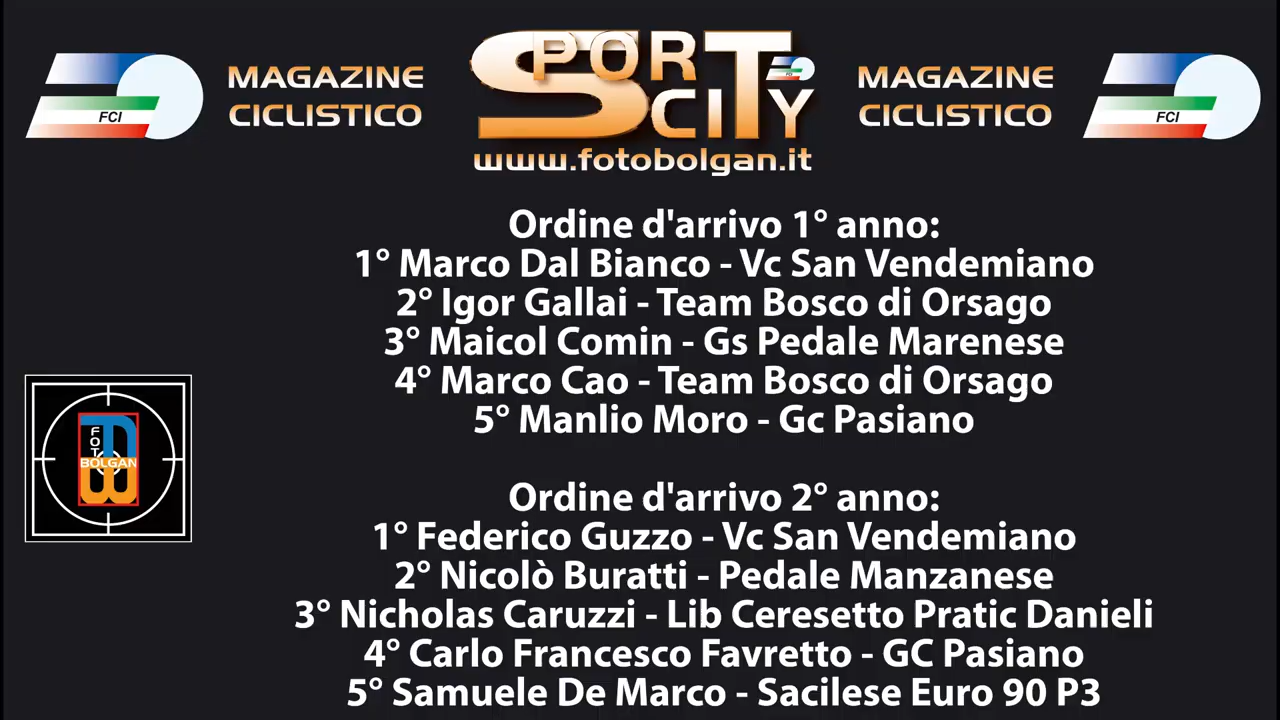 FCI
MAGAZINE
CICLISTICO
SPORT
CITY
FCI
www.fotobolgan.it
MAGAZINE
CICLISTICO
FCI
Ordine d'arrivo 1° anno:
1° Marco Dal Bianco - Vc San Vendemiano
2° Igor Gallai - Team Bosco di Orsago
3° Maicol Comin - Gs Pedale Marenese
4° Marco Cao - Team Bosco di Orsago
5° Manlio Moro - Gc Pasiano
FOTO
BOLGAN
Ordine d'arrivo 2° anno:
1° Federico Guzzo - Vc San Vendemiano
2° Nicolò Buratti - Pedale Manzanese
3° Nicholas Caruzzi - Lib Ceresetto Pratic Danieli
4° Carlo Francesco Favretto - GC Pasiano
5° Samuele De Marco - Sacilese Euro 90 P3